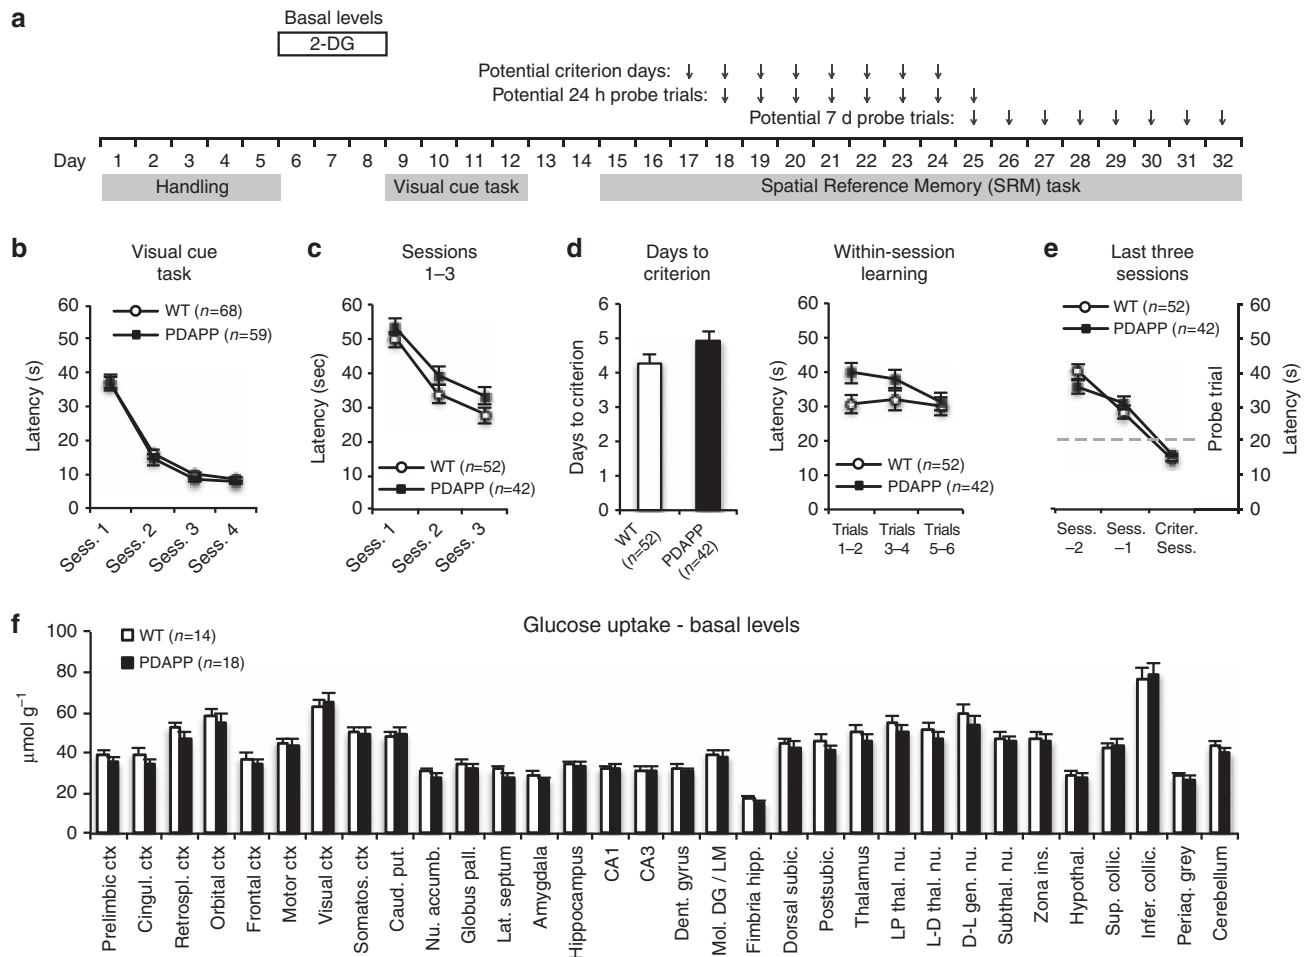 a
Basal levels
2-DG
Potential criterion days:
Potential 24 h probe trials:
Potential 7 d probe trials:
Day 1 2 3 4 5 6 7 8 9 10 11 12 13 14 15 16 17 18 19 20 21 22 23 24 25 26 27 28 29 30 31 32
Handling Visual cue task Spatial Reference Memory (SRM) task
b
Visual cue
task
Latency (s)
60
50
40
30
20
10
0
WT (n=68)
PDAPP (n=59)
Sess. 1
Sess. 2
Sess. 3
Sess. 4
c
Sessions
1–3
Latency (sec)
60
50
40
30
20
10
0
WT (n=52)
PDAPP (n=42)
Sess. 1
Sess. 2
Sess. 3
d
Days to
criterion
Days to criterion
6
5
4
3
2
1
0
WT
(n=52)
PDAPP
(n=42)
Within-session
learning
Latency (s)
60
50
40
30
20
10
0
WT (n=52)
PDAPP (n=42)
Trials
1–2
Trials
3–4
Trials
5–6
e
Last three
sessions
WT (n=52)
PDAPP (n=42)
Probe trial
60
50
40
30
20
10
0
Latency (s)
Sess.
–2
Sess.
–1
Criter.
Sess.
f
Glucose uptake - basal levels
WT (n=14)
PDAPP (n=18)
µmol g⁻¹
100
80
60
40
20
0
Prelimbic ctx
Cingul. ctx
Retrospl. ctx
Orbital ctx
Frontal ctx
Motor ctx
Visual ctx
Somatos. ctx
Caud. put.
Nu. accumb.
Globus pall.
Lat. septum
Amygdala
Hippocampus
CA1
CA3
Dent. gyrus
Mol. DG / LM
Fimbria hipp.
Dorsal subic.
Postsubic.
Thalamus
LP thal. nu.
L-D thal. nu.
D-L gen. nu.
Subthal. nu.
Zona ins.
Hypothal.
Sup. collic.
Infer. collic.
Periaq. grey
Cerebellum